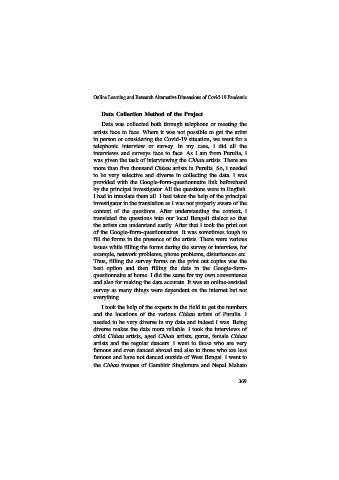 Online Learning and Research Alternative Dimensions of Covid-19 Pandemic
Data Collection Method of the Project
Data was collected both through telephone or meeting the
artists face to face. Where it was not possible to get the artist
in person or considering the Covid-19 situation, we went for a
telephonic interview or survey. In my case, I did all the
interviews and surveys face to face. As I am from Purulia, I
was given the task of interviewing the Chhau artists. There are
more than five thousand Chhau artists in Purulia. So, I needed
to be very selective and diverse in collecting the data. I was
provided with the Google-form-questionnaire link beforehand
by the principal investigator. All the questions were in English.
I had to translate them all. I had taken the help of the principal
investigator in the translation as I was not properly aware of the
context of the questions. After understanding the context, I
translated the questions into our local Bengali dialect so that
the artists can understand easily. After that I took the print out
of the Google-form-questionnaires. It was sometimes tough to
fill the forms in the presence of the artists. There were various
issues while filling the forms during the survey or interview, for
example, network problems, phone problems, disturbances etc.
Thus, filling the survey forms on the print out copies was the
best option and then filling the data in the Google-form-
questionnaire at home. I did the same for my own convenience
and also for making the data accurate. It was an online-assisted
survey as many things were dependent on the internet but not
everything.
I took the help of the experts in the field to get the numbers
and the locations of the various Chhau artists of Purulia. I
needed to be very diverse in my data and indeed I was. Being
diverse makes the data more reliable. I took the interviews of
child Chhau artists, aged Chhau artists, gurus, female Chhau
artists and the regular dancers. I went to those who are very
famous and even danced abroad and also to those who are less
famous and have not danced outside of West Bengal. I went to
the Chhau troupes of Gambhir Singhmura and Nepal Mahato
369